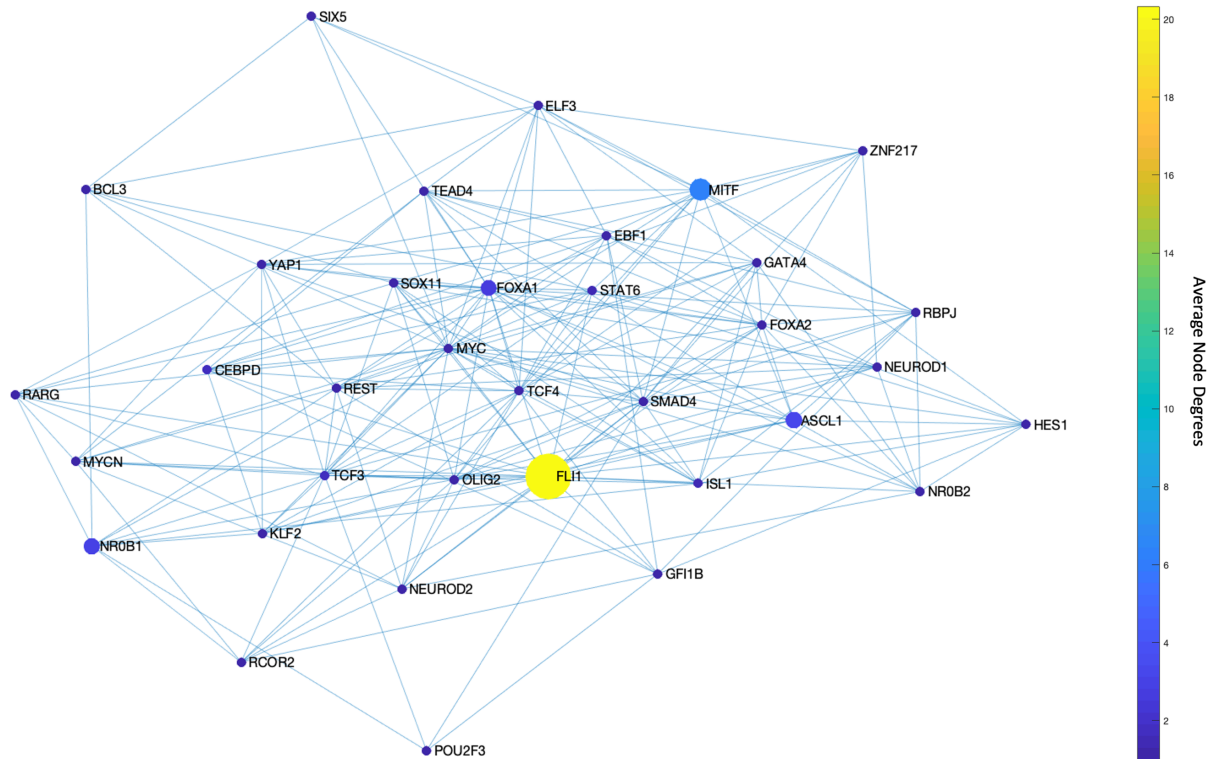 SIX5
20
ELF3
18
ZNF217
BCL3
TEAD4
MITF
16
EBF1
YAP1
GATA4
14
SOX11
FOXA1
STAT6
RBPJ
FOXA2
12
MYC
CEBPD
NEUROD1
REST
TCF4
RARG
SMAD4
10
ASCL1
HES1
Average Node Degrees
MYCN
TCF3
OLIG2
FLI1
ISL1
NR0B2
8
KLF2
NR0B1
6
GFI1B
NEUROD2
4
RCOR2
2
POU2F3